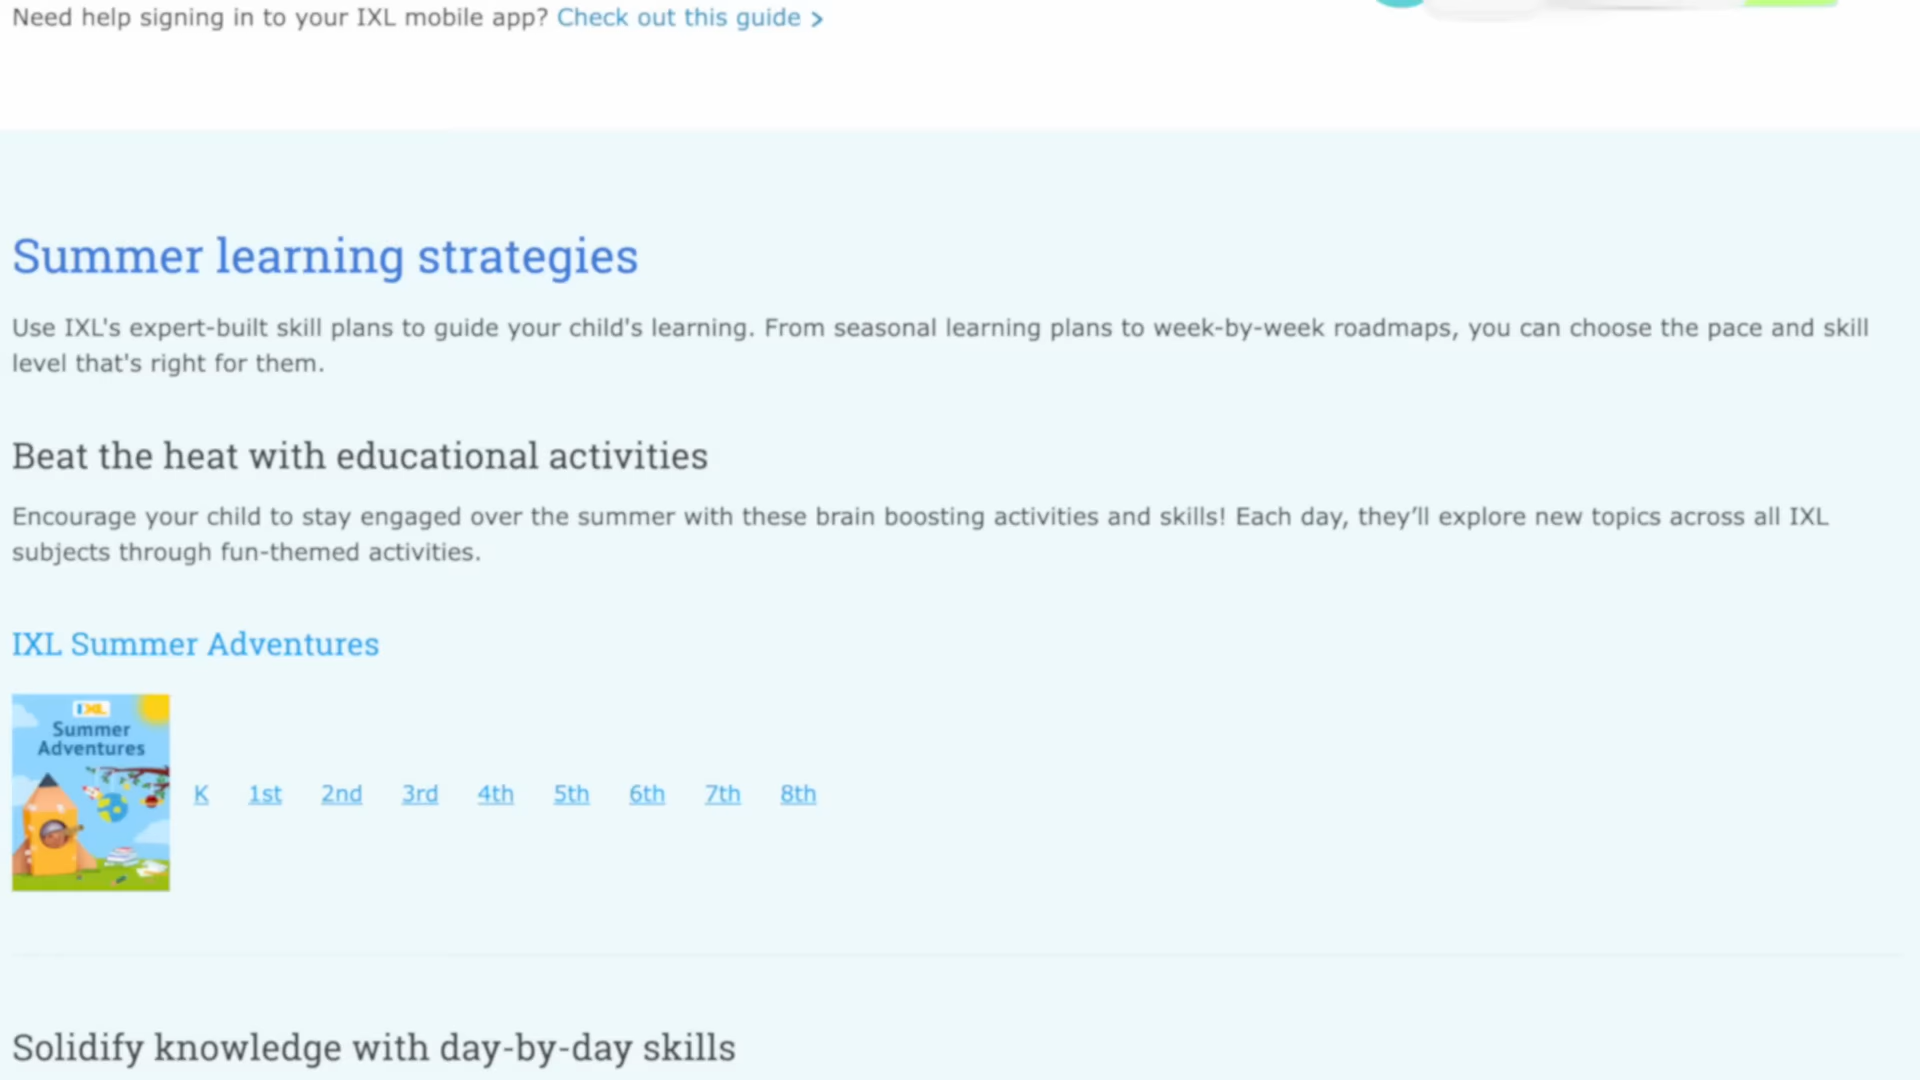 Need help signing in to your IXL mobile app? Check out this guide >
Summer learning strategies
Use IXL's expert-built skill plans to guide your child's learning. From seasonal learning plans to week-by-week roadmaps, you can choose the pace and skill
level that's right for them.
Beat the heat with educational activities
Encourage your child to stay engaged over the summer with these brain boosting activities and skills! Each day, they’ll explore new topics across all IXL
subjects through fun-themed activities.
IXL Summer Adventures
IXL
Summer
Adventures
K 1st 2nd 3rd 4th 5th 6th 7th 8th
Solidify knowledge with day-by-day skills